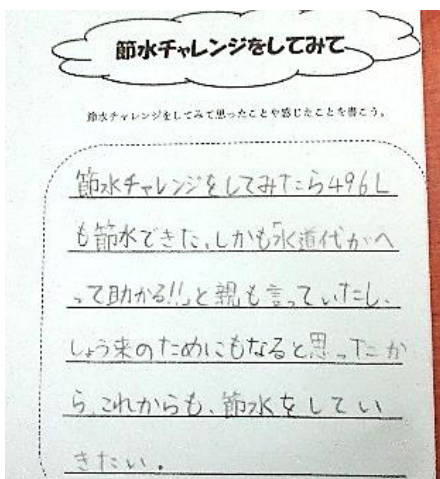 節水チャレンジをしてみて
節水チャレンジをしてみて思ったことや感じたことを書こう。
節水チャレンジをしてみたら496L
も節水できた。しかも「水道代がへ
って助かる!!」と親も言っていたし、
しょう来のためにもなると思ったか
ら、これからも、節水をしてい
きたい。